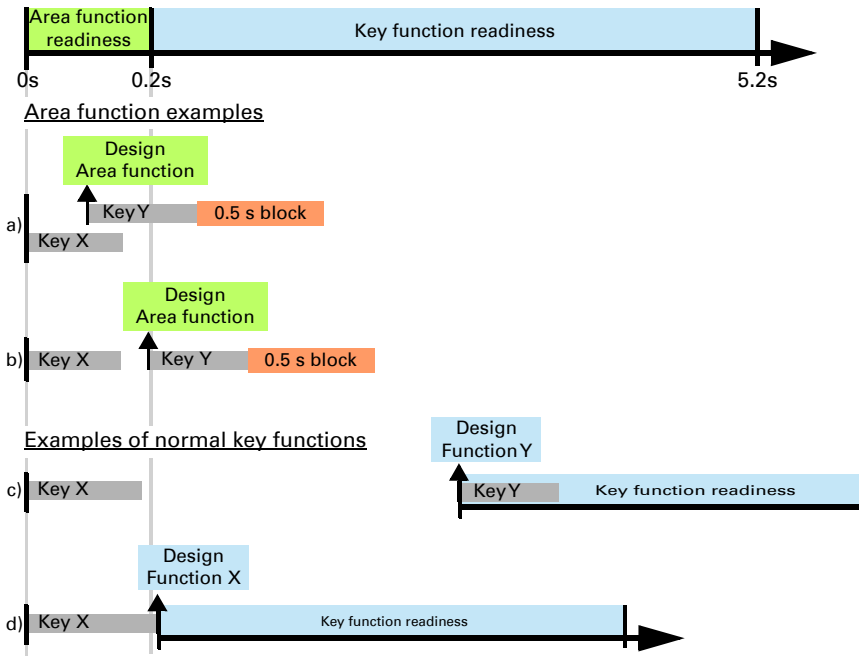 Area function
readiness
Key function readiness
0s
0.2s
5.2s
Area function examples
Design
Area function
a)
Key Y
0.5 s block
Key X
Design
Area function
b)
Key X
Key Y
0.5 s block
Examples of normal key functions
Design
Function Y
c)
Key X
Key Y
Key function readiness
Design
Function X
d)
Key X
Key function readiness